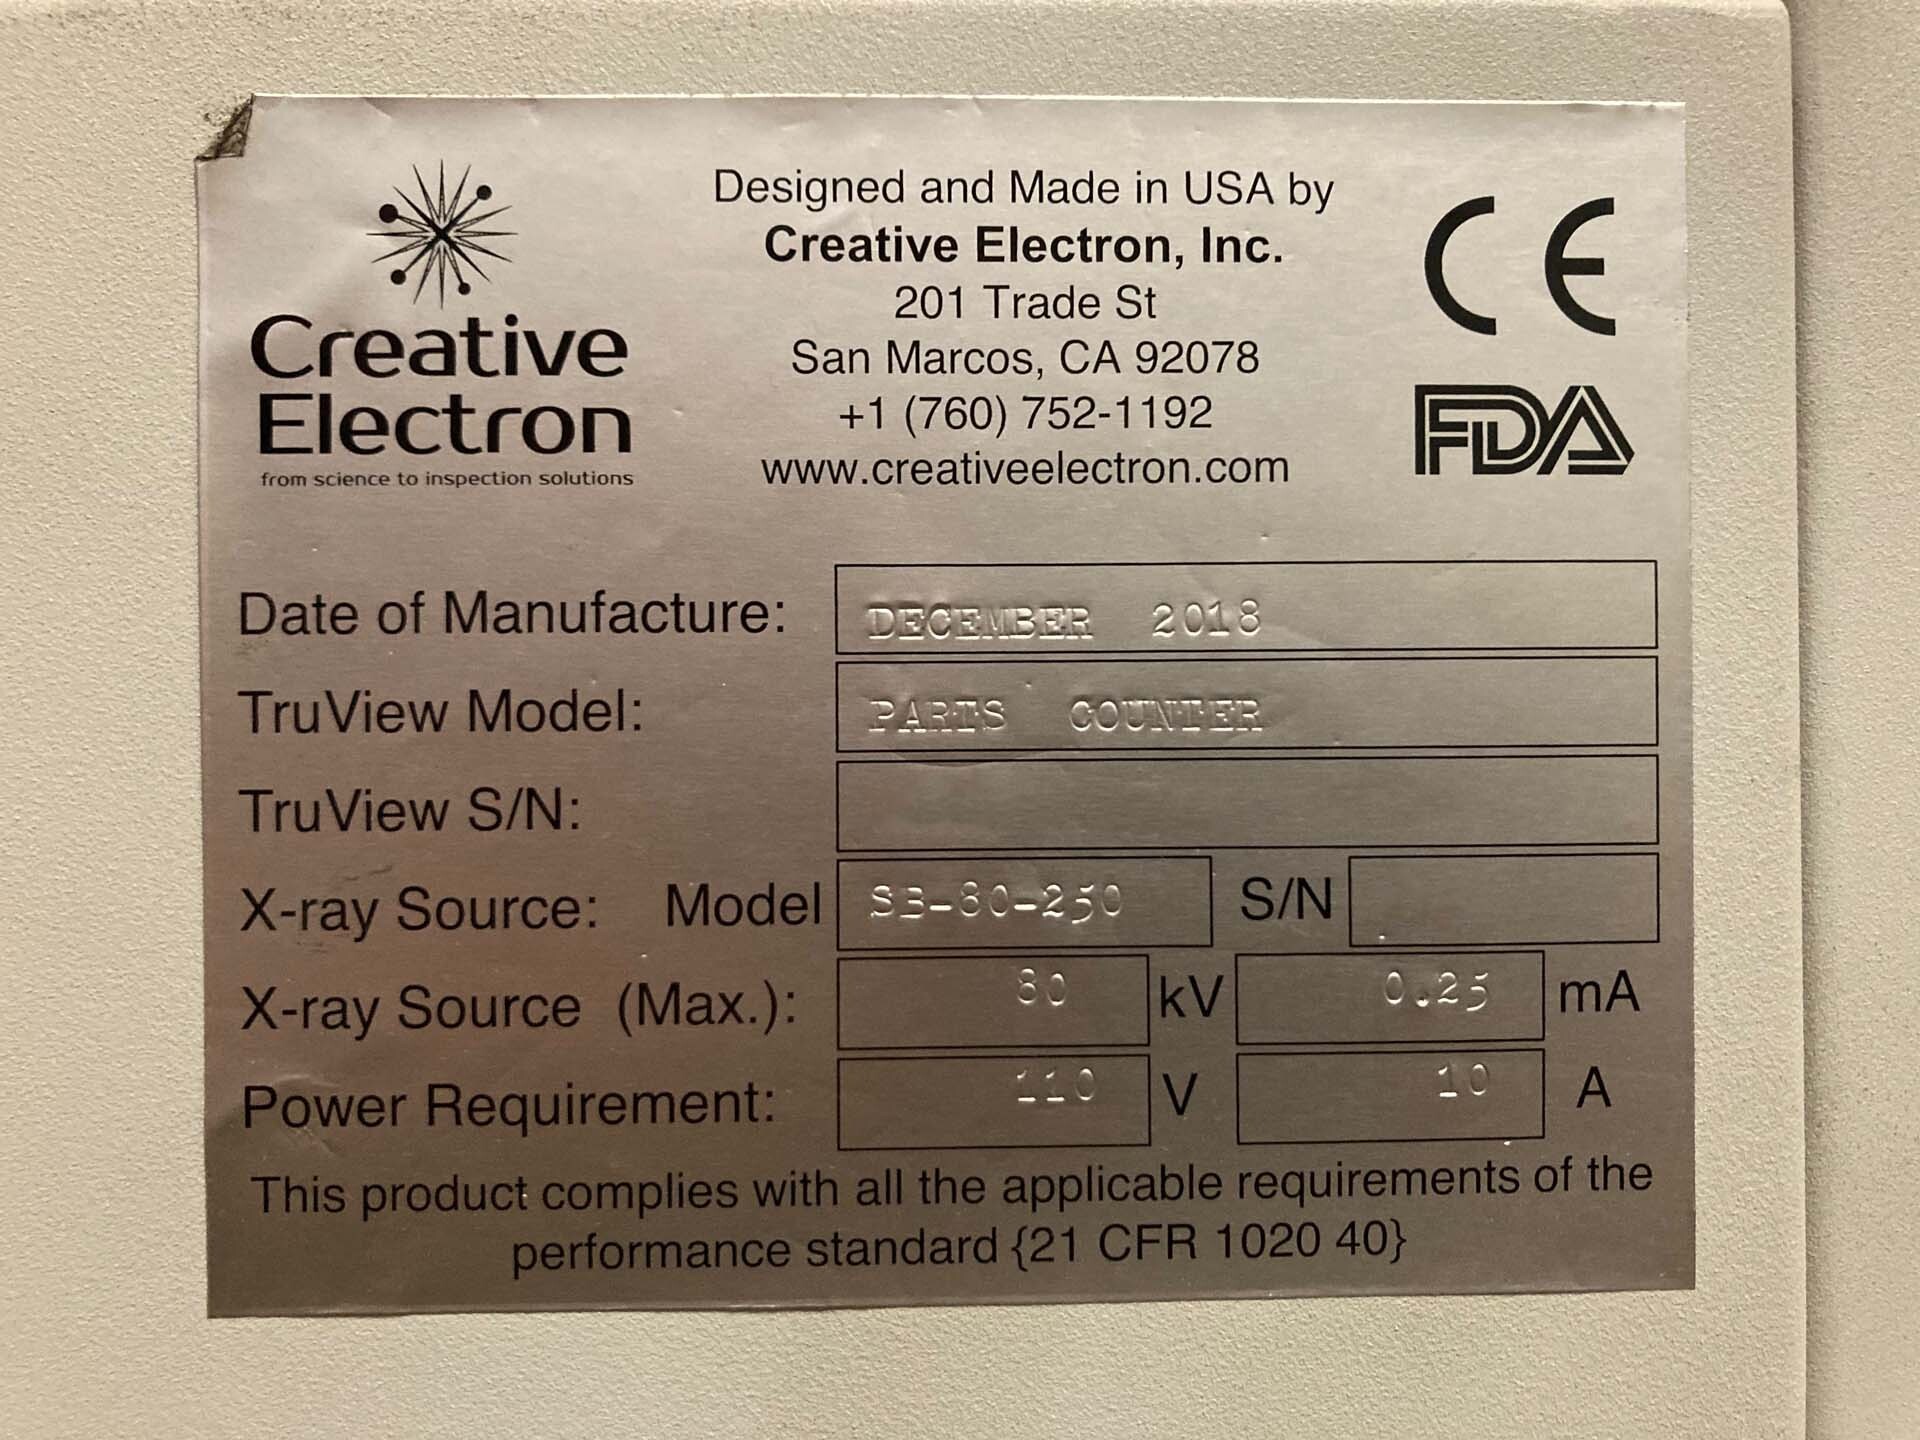 Creative
Electron
from science to inspection solutions
Designed and Made in USA by
Creative Electron, Inc.
201 Trade St
San Marcos, CA 92078
+1 (760) 752-1192
www.creativeelectron.com
CE
FDA
Date of Manufacture: DECEMBER 2018
TruView Model: PARTS COUNTER
TruView S/N:
X-ray Source: Model SB-80-250 S/N
X-ray Source (Max.): 80 kV 0.25 mA
Power Requirement: 110 V 10 A
This product complies with all the applicable requirements of the
performance standard {21 CFR 1020 40}